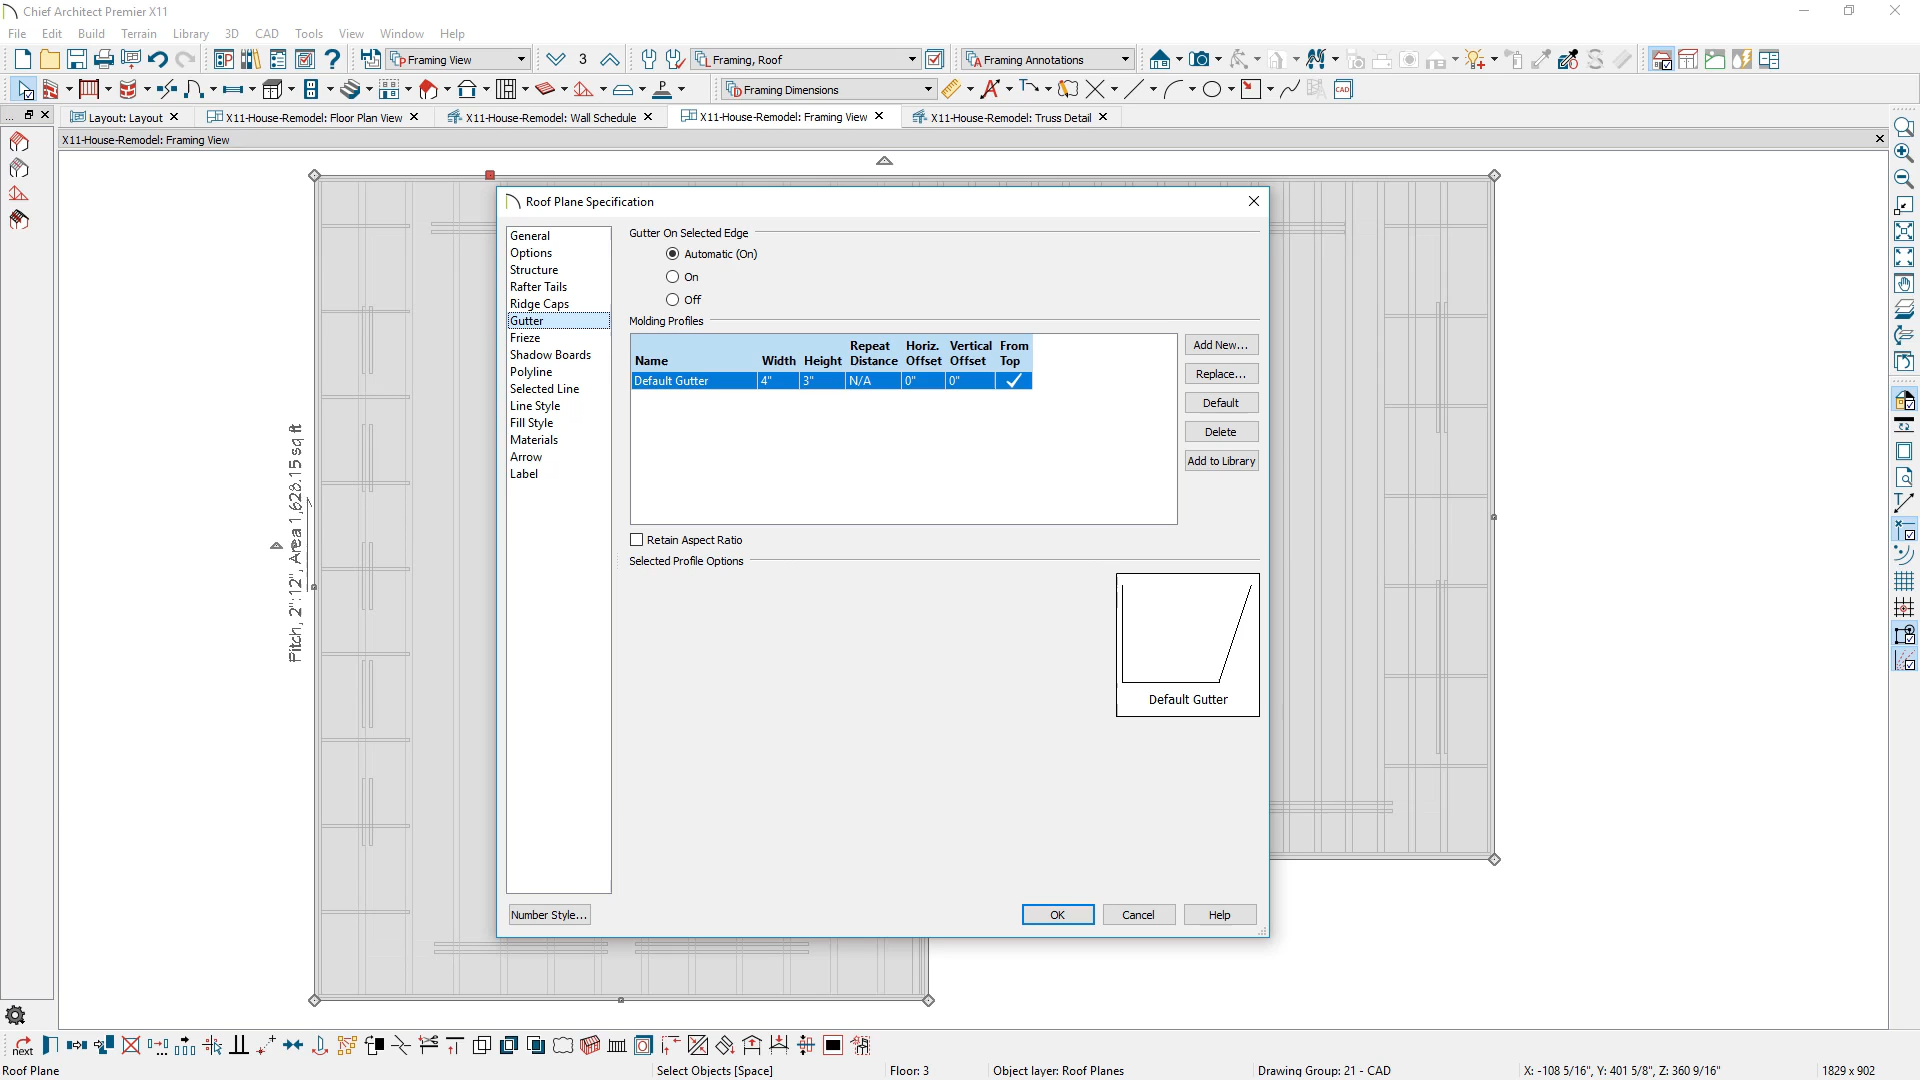 Chief Architect Premier X11
File Edit Build Terrain Library 3D CAD Tools View Window Help
Framing View 3 Framing, Roof Framing Annotations
Framing Dimensions CAD
... Layout: Layout X11-House-Remodel: Floor Plan View X11-House-Remodel: Wall Schedule X11-House-Remodel: Framing View X11-House-Remodel: Truss Detail
X11-House-Remodel: Framing View
Pitch, 2":12", Area 1,628.15 sq ft
Roof Plane Specification
General
Options
Structure
Rafter Tails
Ridge Caps
Gutter
Frieze
Shadow Boards
Polyline
Selected Line
Line Style
Fill Style
Materials
Arrow
Label
Gutter On Selected Edge
Automatic (On)
On
Off
Molding Profiles
Name Width Height Repeat Distance Horiz. Offset Vertical Offset From Top
Default Gutter 4" 3" N/A 0" 0"
Add New...
Replace...
Default
Delete
Add to Library
Retain Aspect Ratio
Selected Profile Options
Default Gutter
Number Style...
OK
Cancel
Help
next
Roof Plane Select Objects [Space] Floor: 3 Object layer: Roof Planes Drawing Group: 21 - CAD X: -108 5/16", Y: 401 5/8", Z: 360 9/16" 1829 x 902